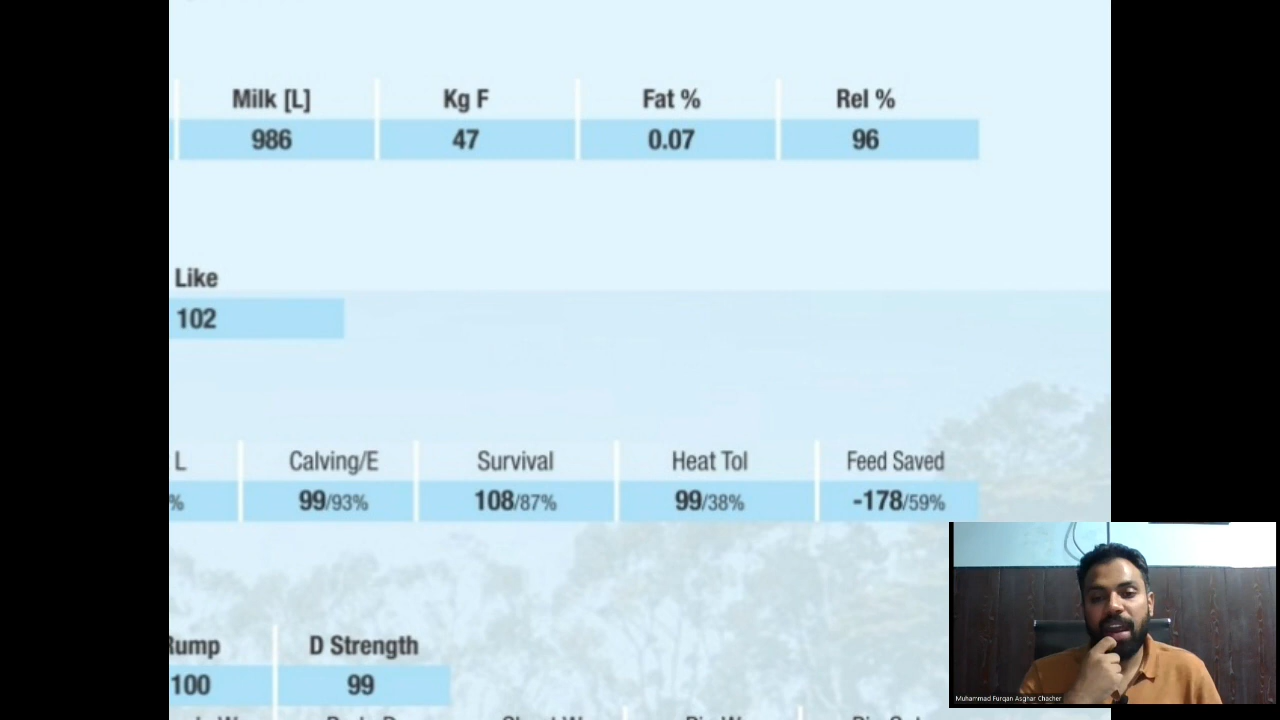 Milk [L] Kg F Fat % Rel %
986 47 0.07 96
Like
102
L Calving/E Survival Heat Tol Feed Saved
% 99/93% 108/87% 99/38% -178/59%
Rump D Strength
100 99
Muhammad Furqan Asghar Chacher